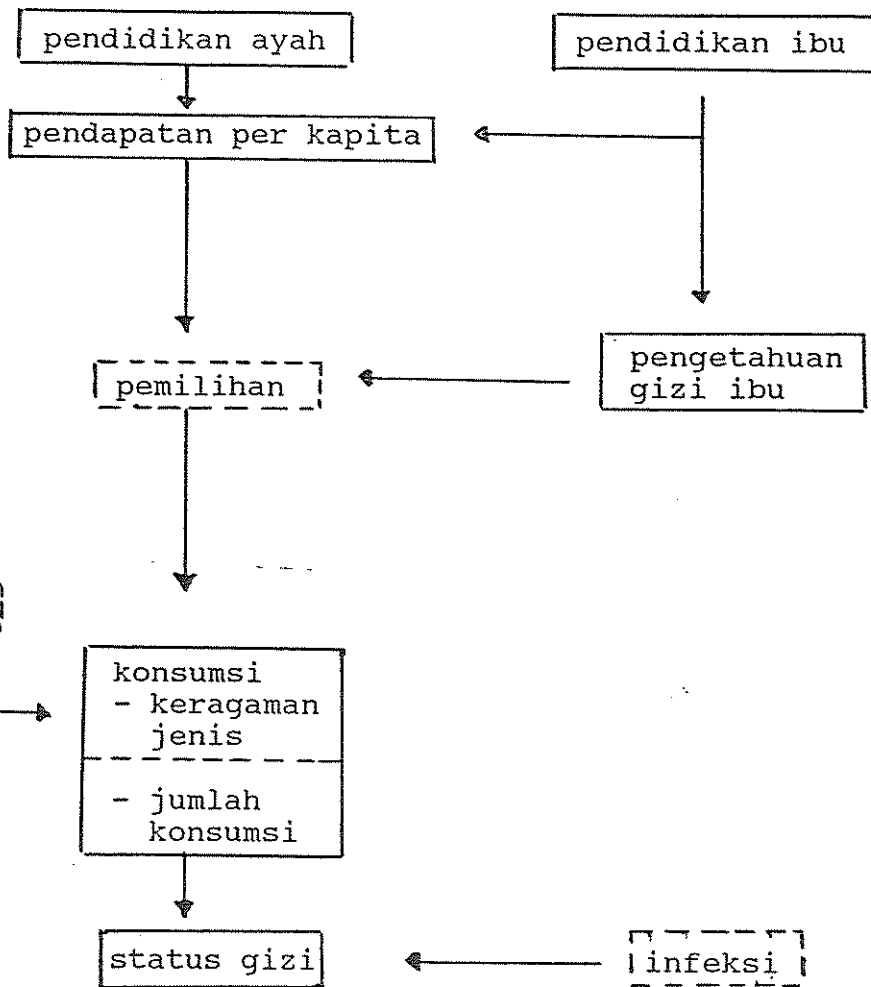 pendidikan ayah
pendidikan ibu
pendapatan per kapita
pemilihan
pengetahuan
gizi ibu
konsumsi
- keragaman
jenis
- jumlah
konsumsi
status gizi
infeksi